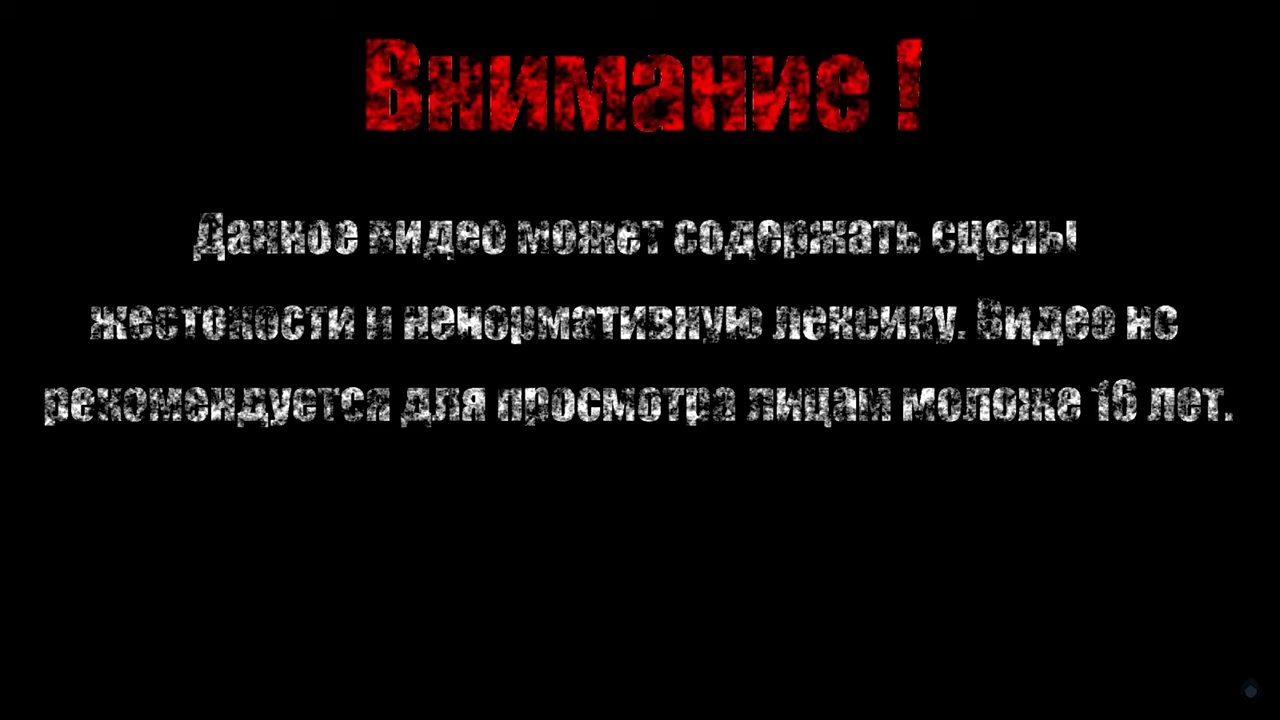 Внимание !
Данное видео может содержать сцены
жестокости и ненормативную лексику. Видео не
рекомендуется для просмотра лицам моложе 16 лет.